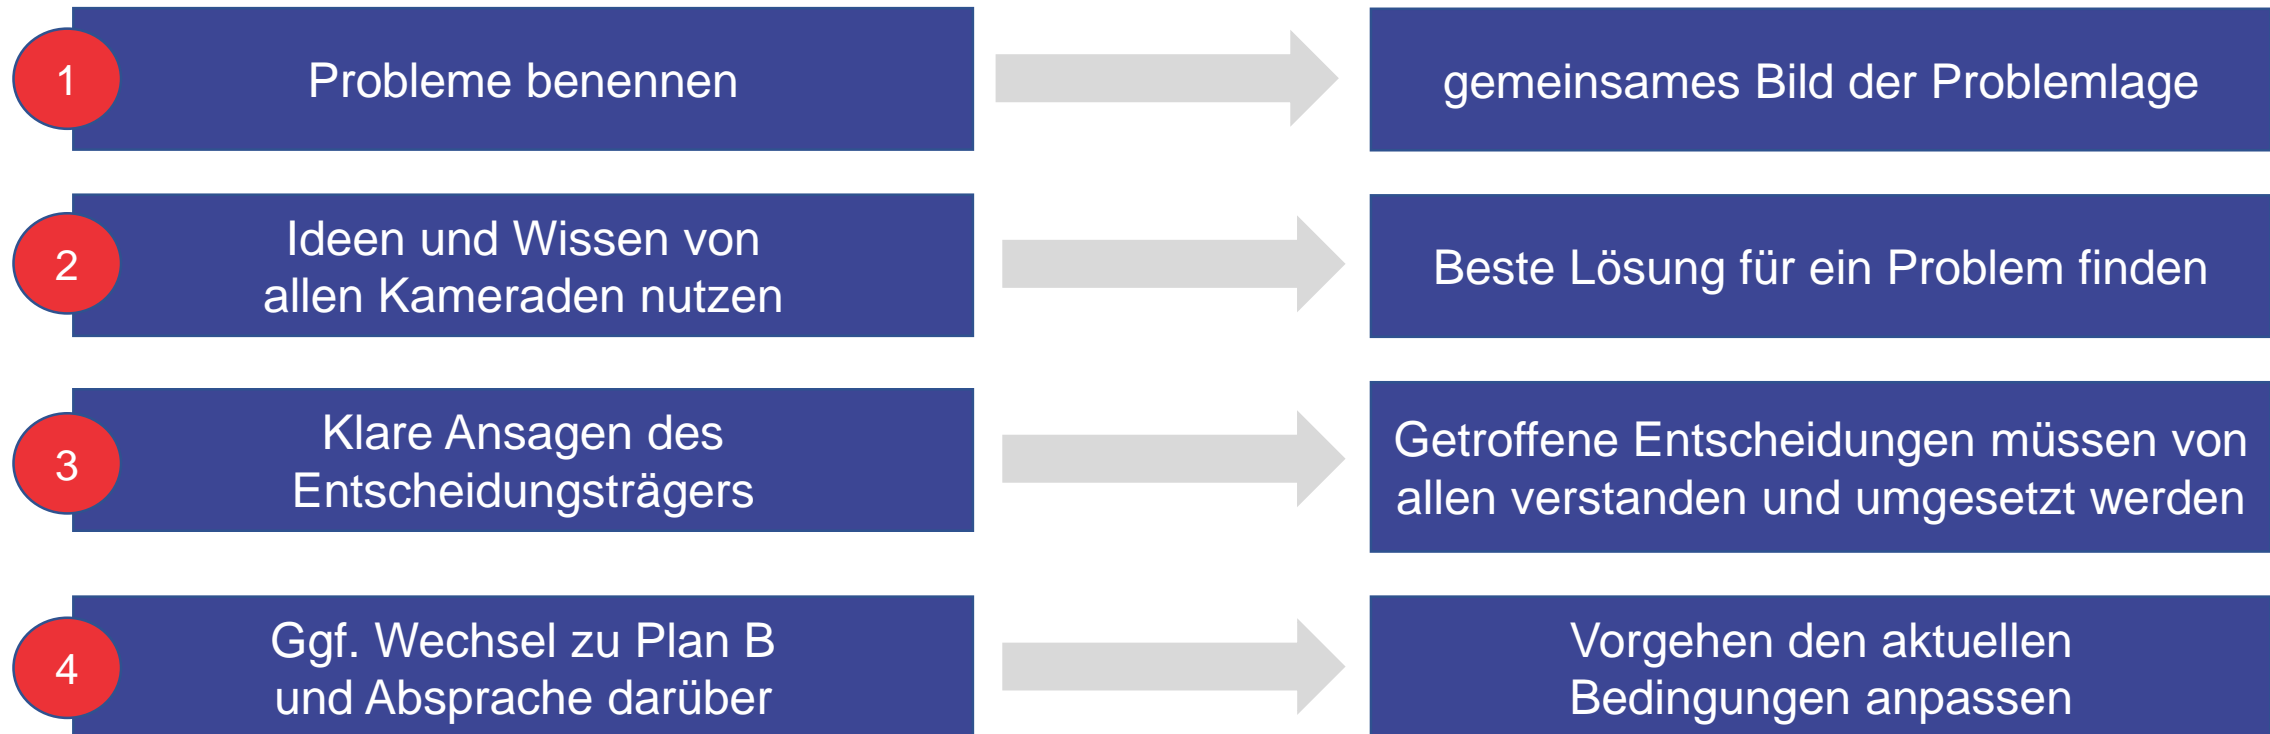 1
Probleme benennen
gemeinsames Bild der Problemlage
2
Ideen und Wissen von
allen Kameraden nutzen
Beste Lösung für ein Problem finden
3
Klare Ansagen des
Entscheidungsträgers
Getroffene Entscheidungen müssen von
allen verstanden und umgesetzt werden
4
Ggf. Wechsel zu Plan B
und Absprache darüber
Vorgehen den aktuellen
Bedingungen anpassen